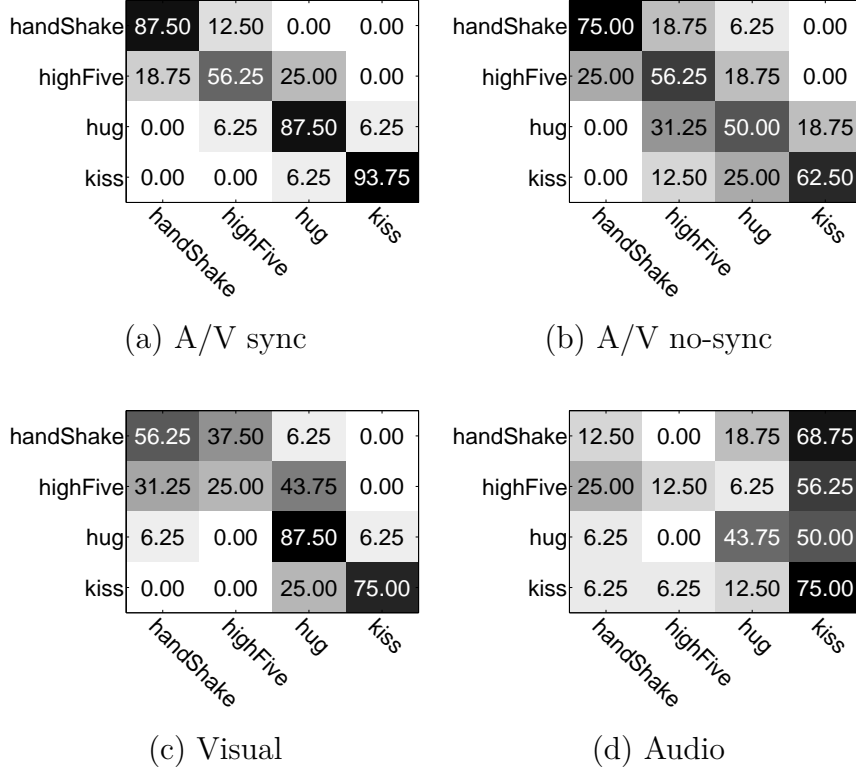 handShake 87.50 12.50 0.00 0.00
highFive 18.75 56.25 25.00 0.00
hug 0.00 6.25 87.50 6.25
kiss 0.00 0.00 6.25 93.75
handShake highFive hug kiss
(a) A/V sync
handShake 75.00 18.75 6.25 0.00
highFive 25.00 56.25 18.75 0.00
hug 0.00 31.25 50.00 18.75
kiss 0.00 12.50 25.00 62.50
handShake highFive hug kiss
(b) A/V no-sync
handShake 56.25 37.50 6.25 0.00
highFive 31.25 25.00 43.75 0.00
hug 6.25 0.00 87.50 6.25
kiss 0.00 0.00 25.00 75.00
handShake highFive hug kiss
(c) Visual
handShake 12.50 0.00 18.75 68.75
highFive 25.00 12.50 6.25 56.25
hug 6.25 0.00 43.75 50.00
kiss 6.25 6.25 12.50 75.00
handShake highFive hug kiss
(d) Audio